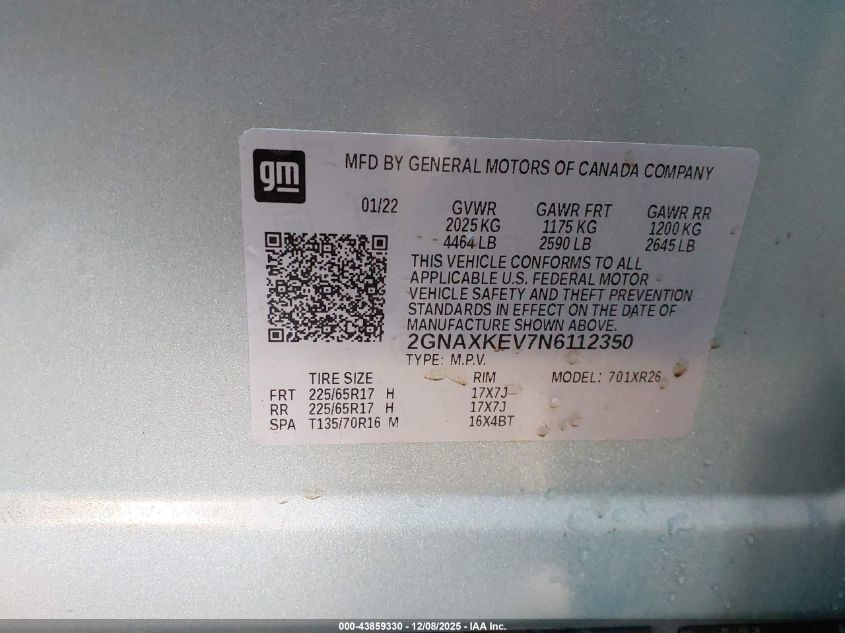 gm
MFD BY GENERAL MOTORS OF CANADA COMPANY
01/22 GVWR GAWR FRT GAWR RR
2025 KG 1175 KG 1200 KG
4464 LB 2590 LB 2645 LB
THIS VEHICLE CONFORMS TO ALL
APPLICABLE U.S. FEDERAL MOTOR
VEHICLE SAFETY AND THEFT PREVENTION
STANDARDS IN EFFECT ON THE DATE OF
MANUFACTURE SHOWN ABOVE.
2GNAXKEV7N6112350
TYPE: M.P.V.
TIRE SIZE RIM MODEL: 701XR26
FRT 225/65R17 H 17X7J
RR 225/65R17 H 17X7J
SPA T135/70R16 M 16X4BT
000-43859330 - 12/08/2025 - IAA Inc.